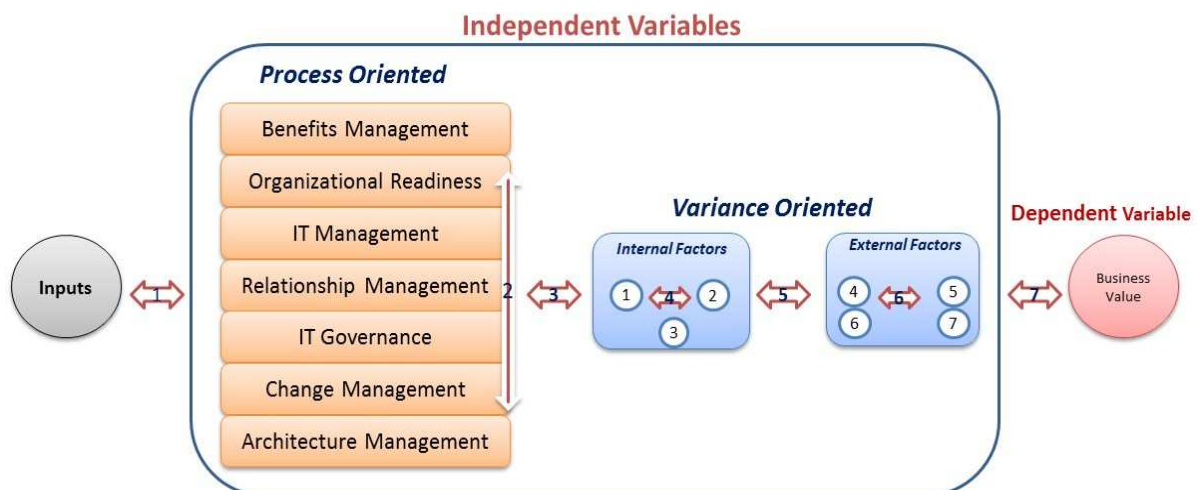 Independent Variables
Process Oriented
Benefits Management
Organizational Readiness
IT Management
Relationship Management
IT Governance
Change Management
Architecture Management
Inputs
1
2
3
Variance Oriented
Internal Factors
1
4
2
3
5
External Factors
4
6
5
6
7
7
Dependent Variable
Business
Value